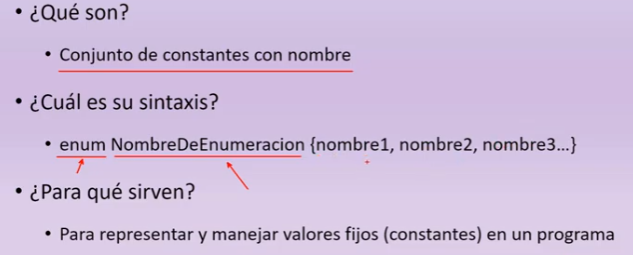 • ¿Qué son?
• Conjunto de constantes con nombre
• ¿Cuál es su sintaxis?
• enum NombreDeEnumeracion {nombre1, nombre2, nombre3...}
• ¿Para qué sirven?
• Para representar y manejar valores fijos (constantes) en un programa